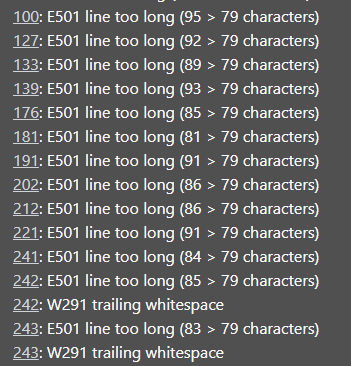 100: E501 line too long (95 > 79 characters)
127: E501 line too long (92 > 79 characters)
133: E501 line too long (89 > 79 characters)
139: E501 line too long (93 > 79 characters)
176: E501 line too long (85 > 79 characters)
181: E501 line too long (81 > 79 characters)
191: E501 line too long (91 > 79 characters)
202: E501 line too long (86 > 79 characters)
212: E501 line too long (86 > 79 characters)
221: E501 line too long (91 > 79 characters)
241: E501 line too long (84 > 79 characters)
242: E501 line too long (85 > 79 characters)
242: W291 trailing whitespace
243: E501 line too long (83 > 79 characters)
243: W291 trailing whitespace